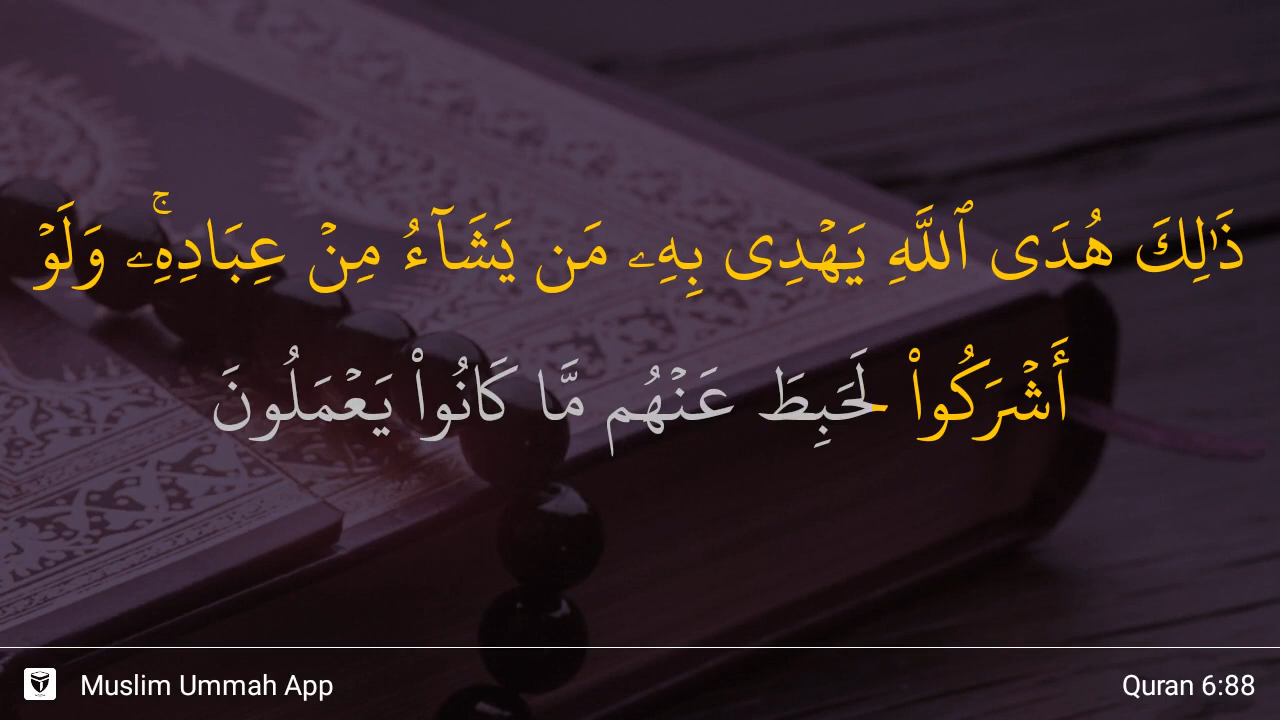 ذَٰلِكَ هُدَى ٱللَّهِ يَهْدِى بِهِۦ مَن يَشَآءُ مِنْ عِبَادِهِۦ ۚ وَلَوْ
أَشْرَكُوا۟ لَحَبِطَ عَنْهُم مَّا كَانُوا۟ يَعْمَلُونَ
Muslim Ummah App
Quran 6:88